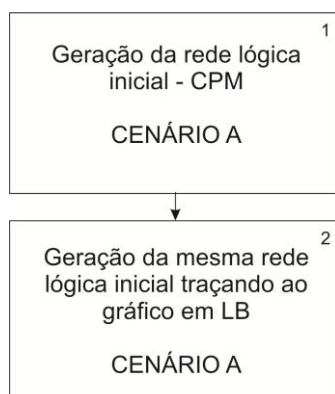 1
Geração da rede lógica
inicial - CPM
CENÁRIO A
2
Geração da mesma rede
lógica inicial traçando ao
gráfico em LB
CENÁRIO A